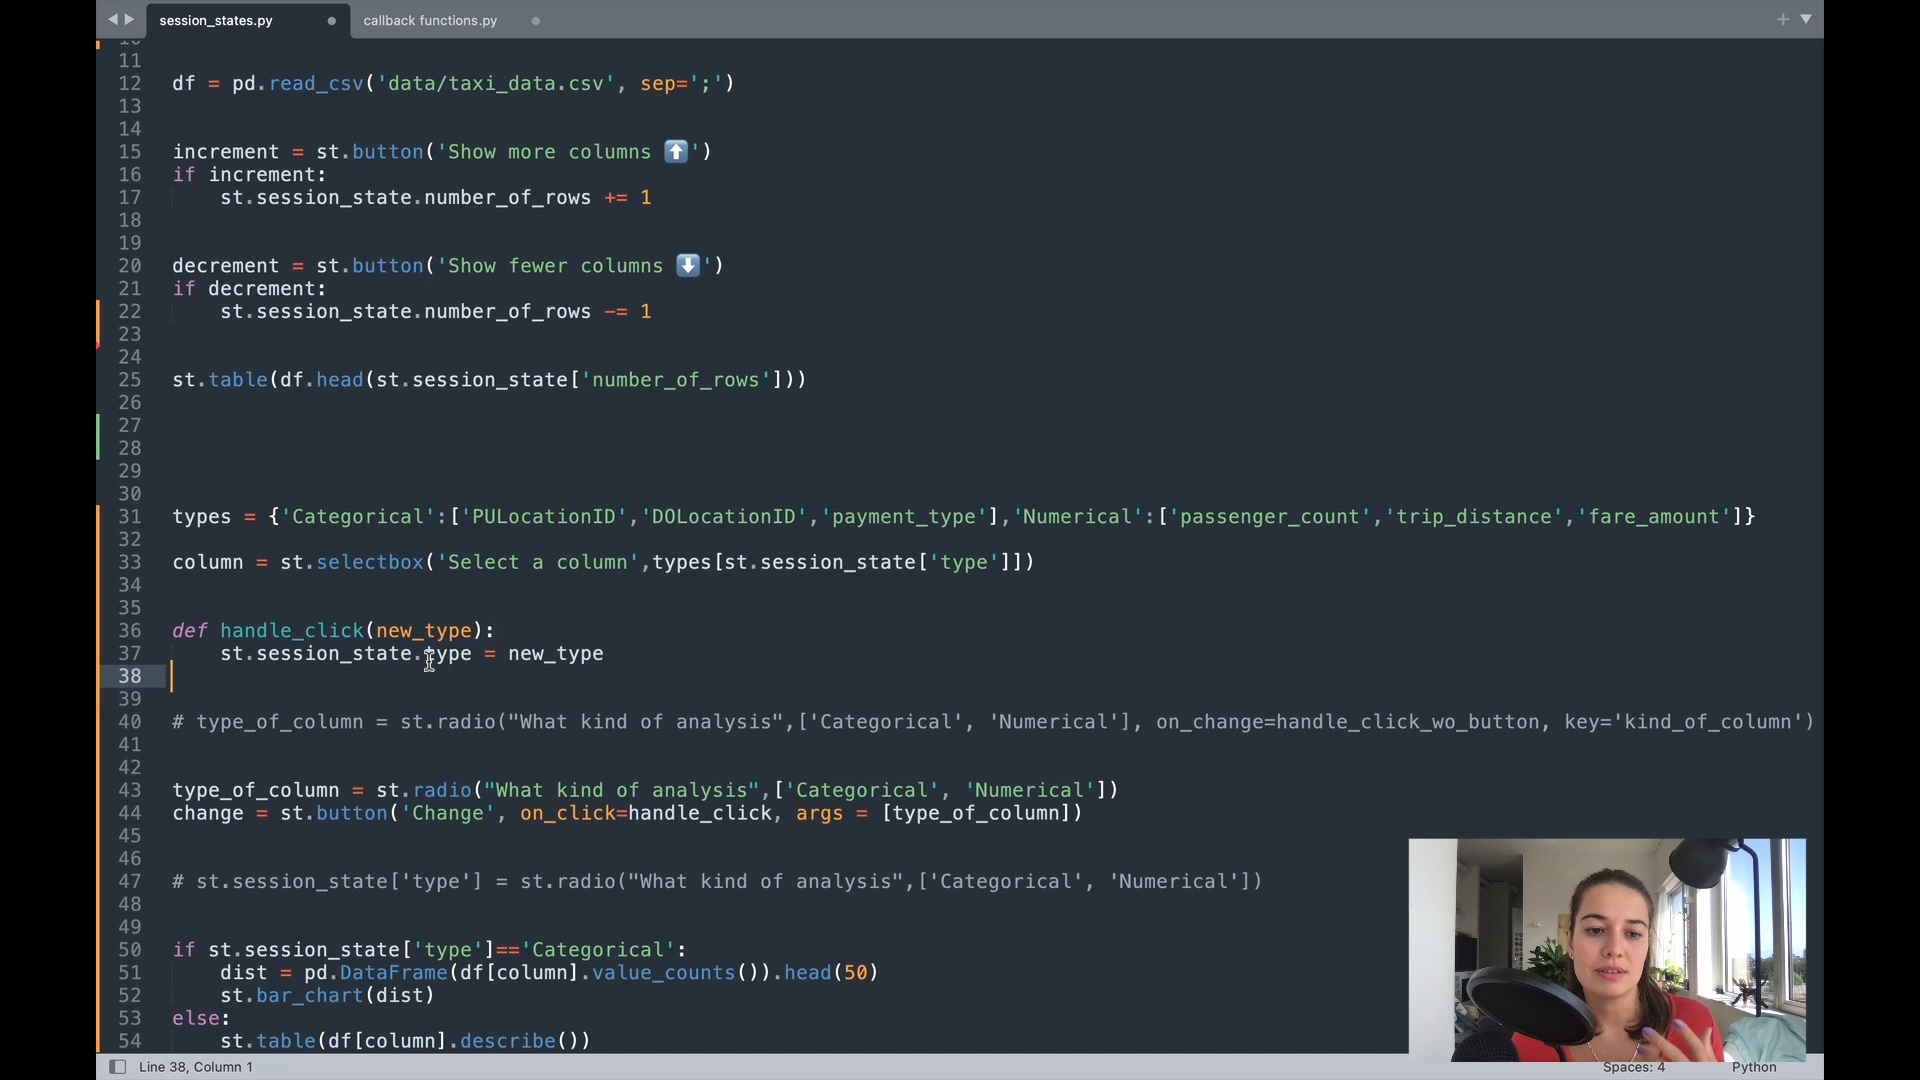 session_states.py
callback functions.py
11
12 df = pd.read_csv('data/taxi_data.csv', sep=';')
13
14
15 increment = st.button('Show more columns ⬆️')
16 if increment:
17 st.session_state.number_of_rows += 1
18
19
20 decrement = st.button('Show fewer columns ⬇️')
21 if decrement:
22 st.session_state.number_of_rows -= 1
23
24
25 st.table(df.head(st.session_state['number_of_rows']))
26
27
28
29
30
31 types = {'Categorical':['PULocationID','DOLocationID','payment_type'],'Numerical':['passenger_count','trip_distance','fare_amount']}
32
33 column = st.selectbox('Select a column',types[st.session_state['type']])
34
35
36 def handle_click(new_type):
37 st.session_state.type = new_type
38
39
40 # type_of_column = st.radio("What kind of analysis",['Categorical', 'Numerical'], on_change=handle_click_wo_button, key='kind_of_column')
41
42
43 type_of_column = st.radio("What kind of analysis",['Categorical', 'Numerical'])
44 change = st.button('Change', on_click=handle_click, args = [type_of_column])
45
46
47 # st.session_state['type'] = st.radio("What kind of analysis",['Categorical', 'Numerical'])
48
49
50 if st.session_state['type']=='Categorical':
51 dist = pd.DataFrame(df[column].value_counts()).head(50)
52 st.bar_chart(dist)
53 else:
54 st.table(df[column].describe())
Line 38, Column 1
Spaces: 4
Python